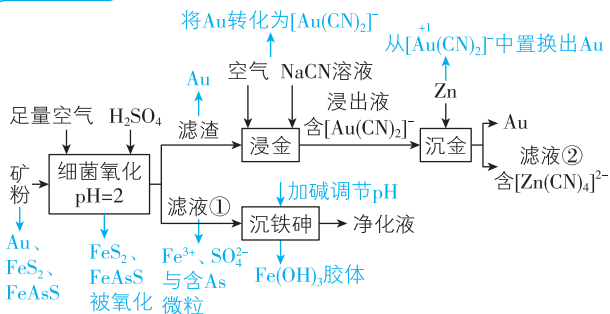 将Au转化为[Au(CN)₂]⁻
从[Au(CN)₂]⁻中置换出Au
+1
空气 NaCN溶液
Au
Zn
足量空气 H₂SO₄
浸出液
滤渣
含[Au(CN)₂]⁻
浸金
沉金
Au
滤液②
含[Zn(CN)₄]²⁻
矿粉
细菌氧化
pH=2
加碱调节pH
滤液①
沉铁砷
净化液
Au、
FeS₂、
FeAsS
FeS₂、
FeAsS
被氧化
Fe³⁺、SO₄²⁻
与含As
微粒
Fe(OH)₃胶体